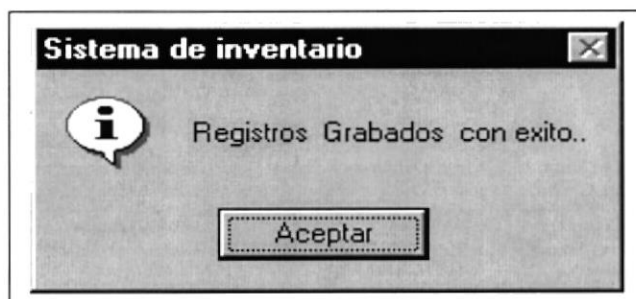 Sistema de inventario
Registros Grabados con exito..
Aceptar